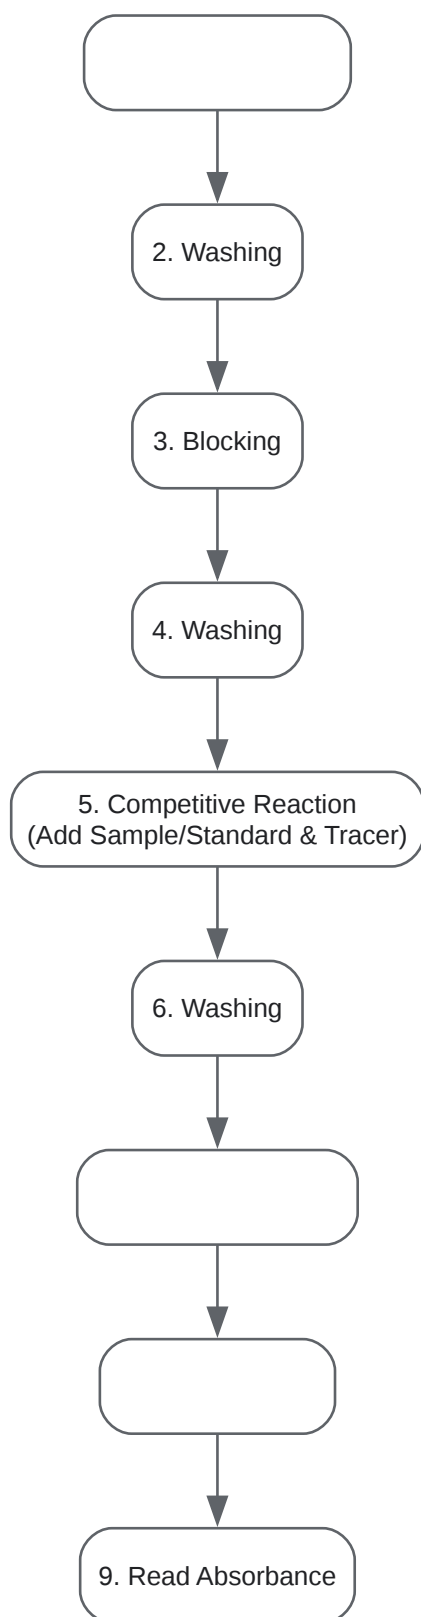 2. Washing
3. Blocking
4. Washing
5. Competitive Reaction
(Add Sample/Standard & Tracer)
6. Washing
9. Read Absorbance